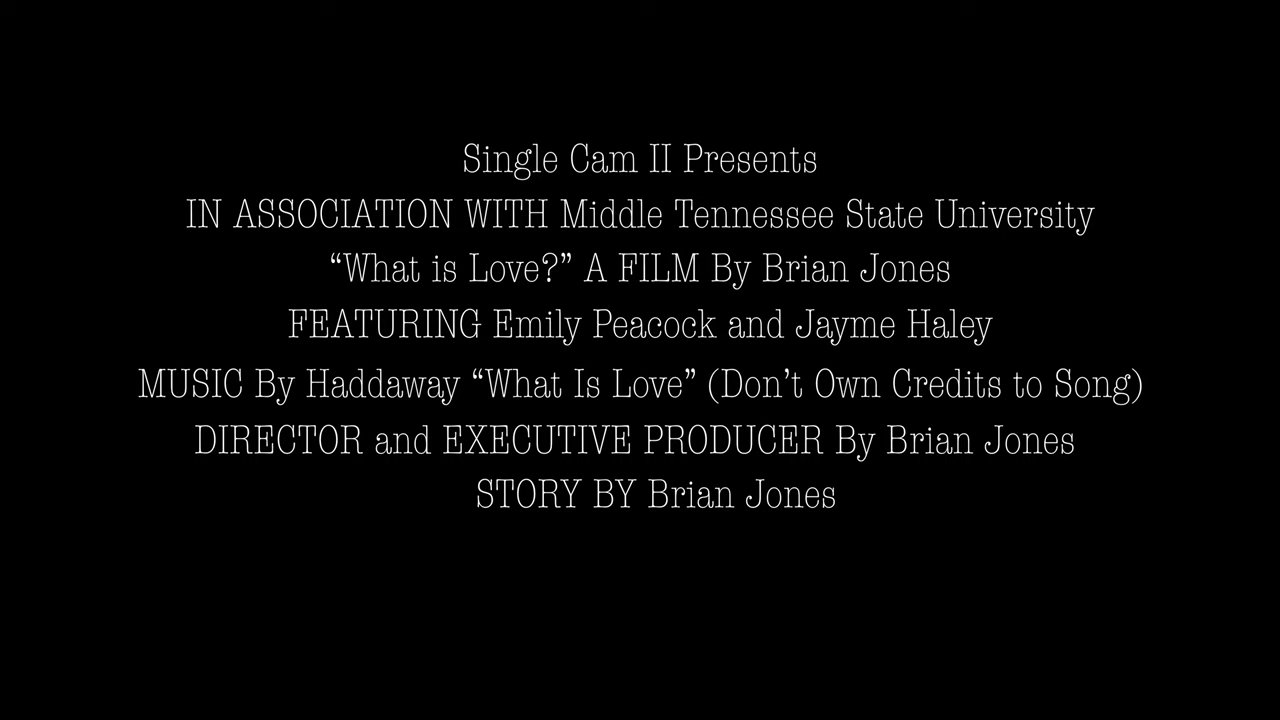 Single Cam II Presents
IN ASSOCIATION WITH Middle Tennessee State University
“What is Love?” A FILM By Brian Jones
FEATURING Emily Peacock and Jayme Haley
MUSIC By Haddaway “What Is Love” (Don’t Own Credits to Song)
DIRECTOR and EXECUTIVE PRODUCER By Brian Jones
STORY BY Brian Jones